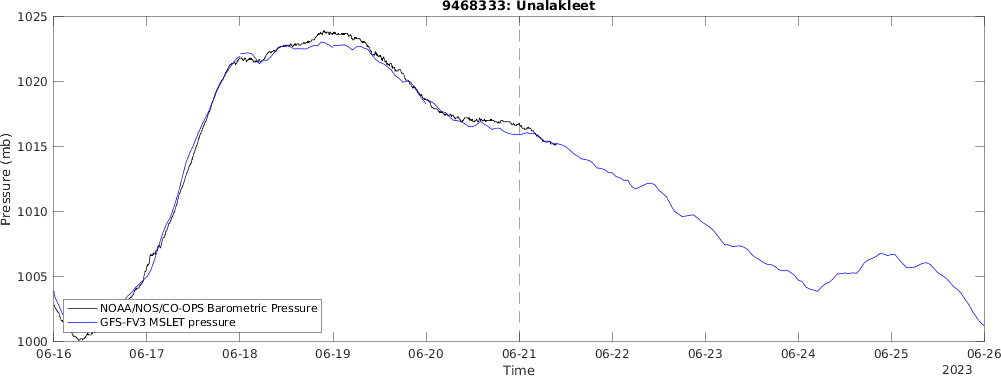 9468333: Unalakleet
Pressure (mb)
1025
1020
1015
1010
1005
1000
NOAA/NOS/CO-OPS Barometric Pressure
GFS-FV3 MSLET pressure
06-16 06-17 06-18 06-19 06-20 06-21 06-22 06-23 06-24 06-25 06-26
Time
2023